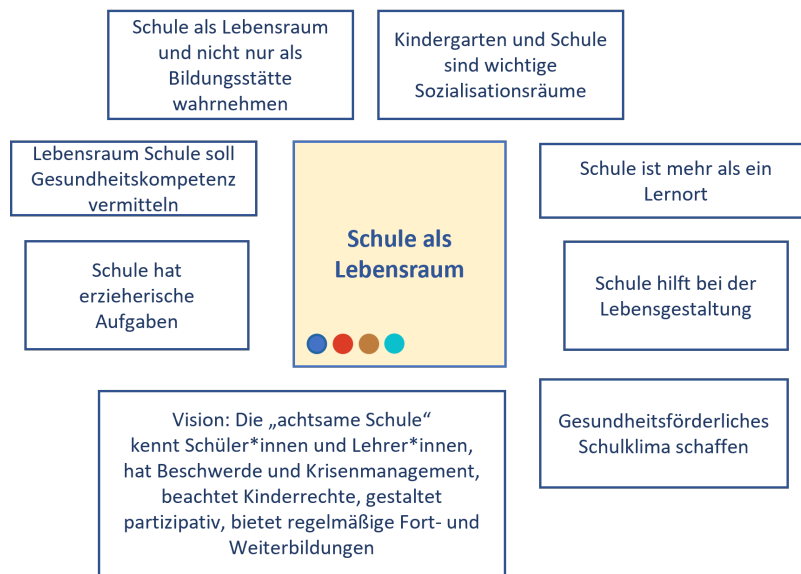 Schule als Lebensraum
und nicht nur als
Bildungsstätte
wahrnehmen
Kindergarten und Schule
sind wichtige
Sozialisationsräume
Lebensraum Schule soll
Gesundheitskompetenz
vermitteln
Schule ist mehr als ein
Lernort
Schule als
Lebensraum
Schule hat
erzieherische
Aufgaben
Schule hilft bei der
Lebensgestaltung
Vision: Die „achtsame Schule“
kennt Schüler*innen und Lehrer*innen,
hat Beschwerde und Krisenmanagement,
beachtet Kinderrechte, gestaltet
partizipativ, bietet regelmäßige Fort- und
Weiterbildungen
Gesundheitsförderliches
Schulklima schaffen